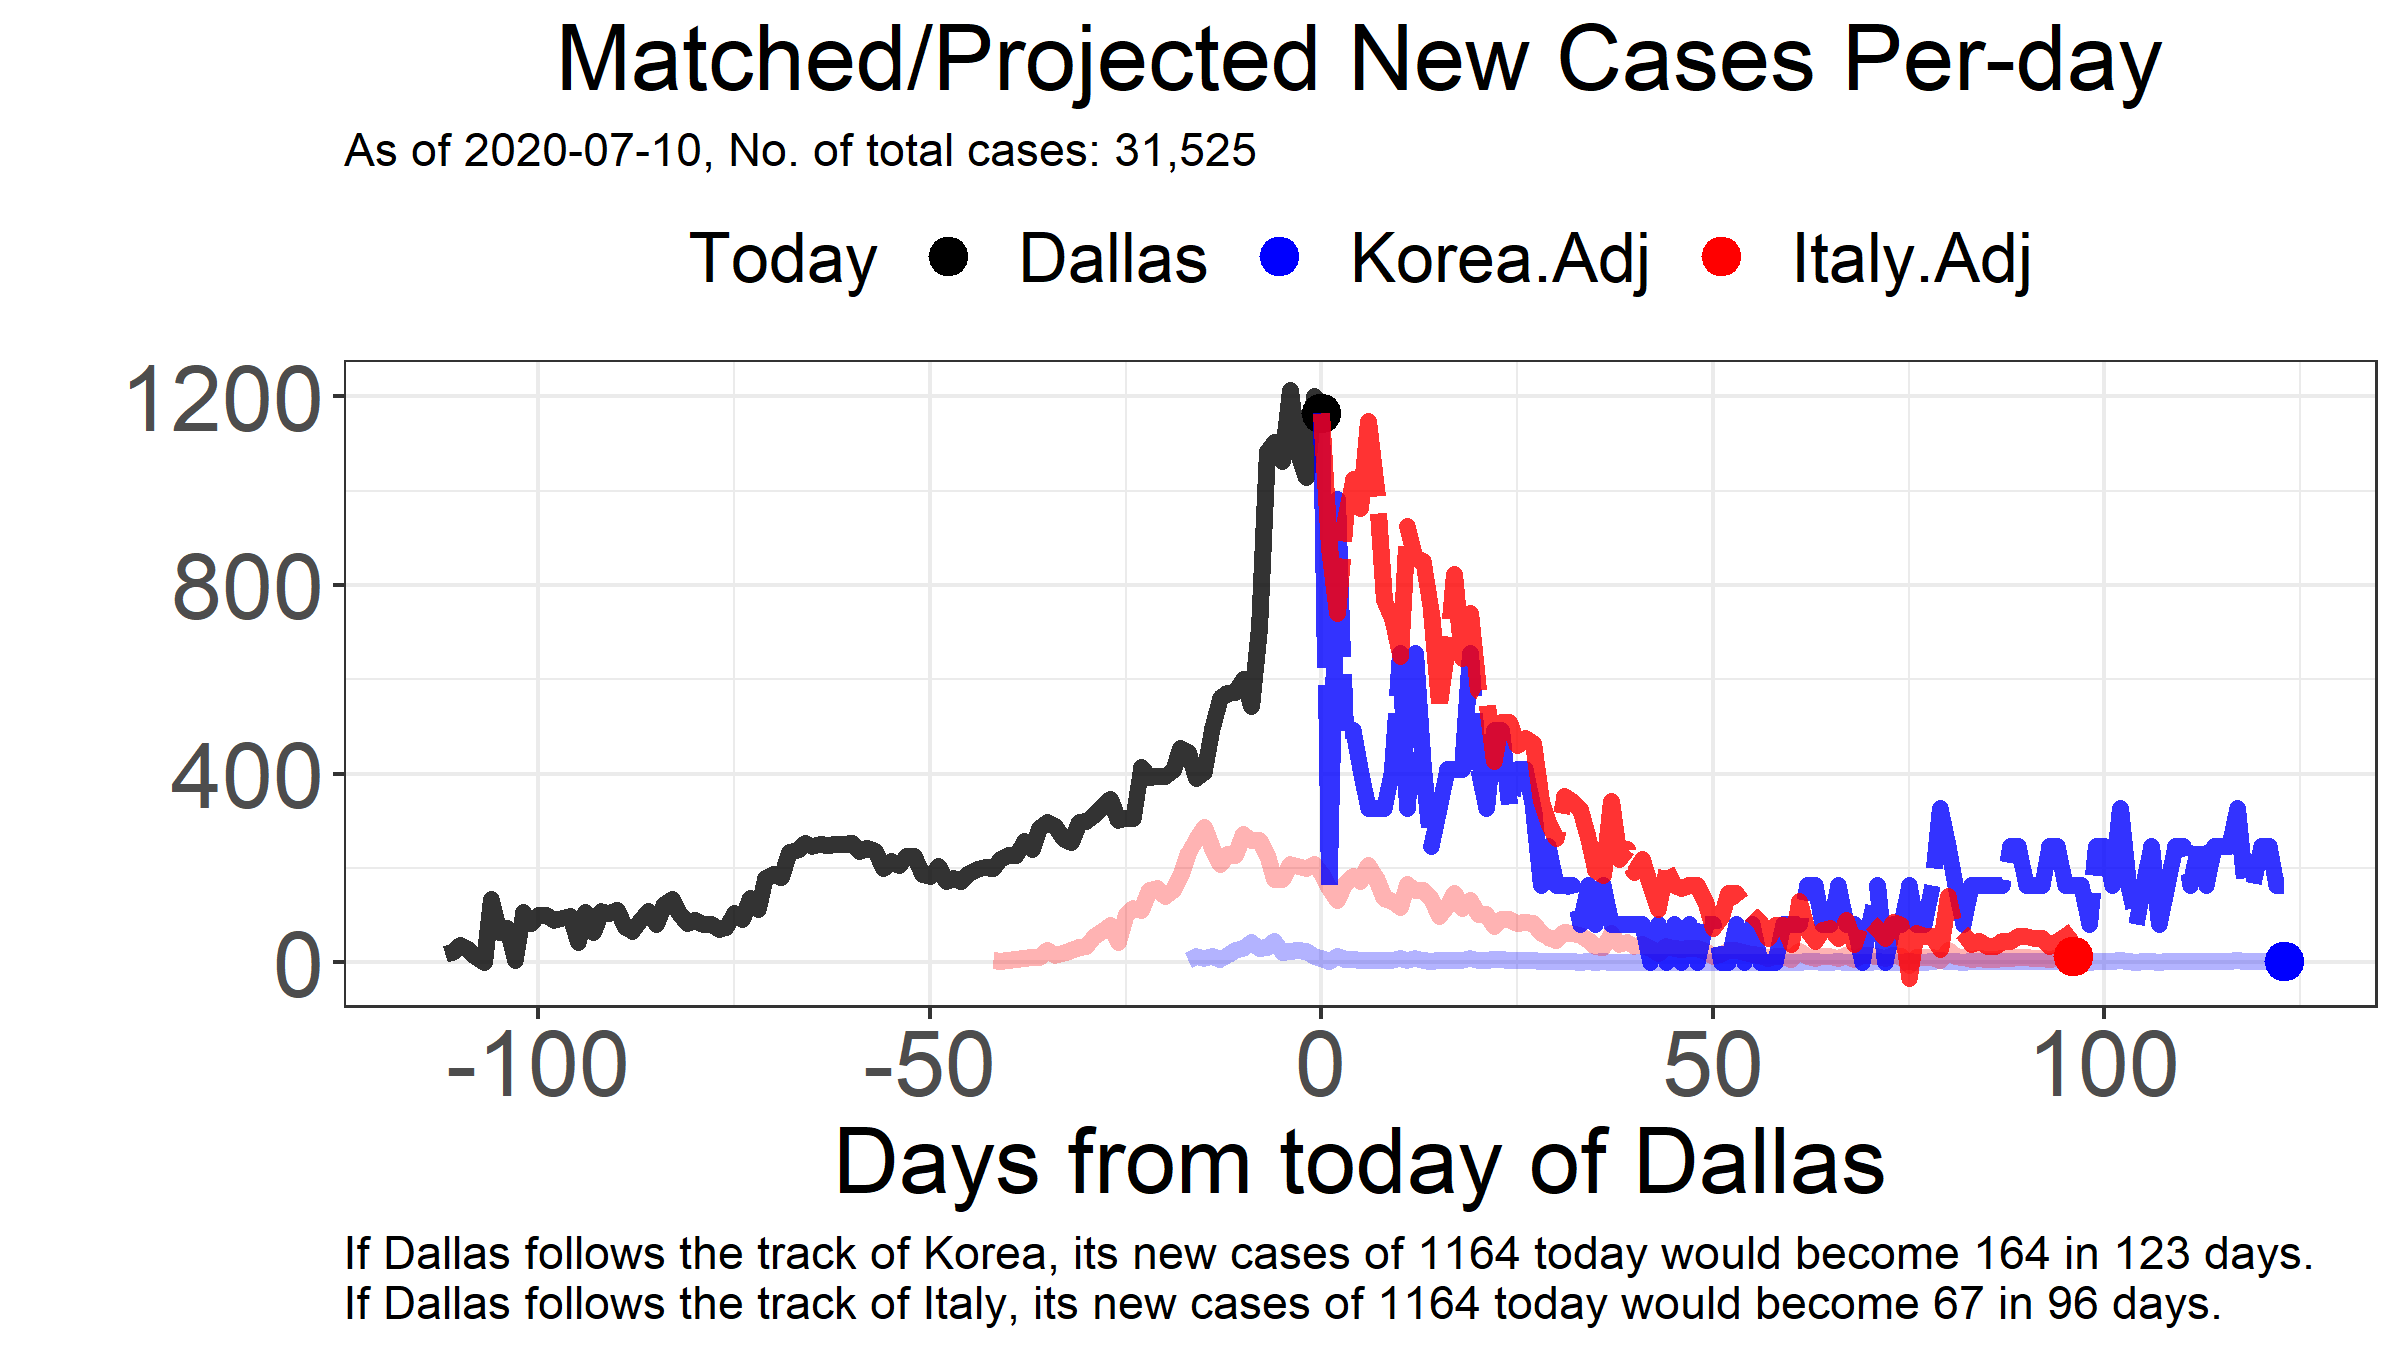 Matched/Projected New Cases Per-day
As of 2020-07-10, No. of total cases: 31,525
Today Dallas Korea.Adj Italy.Adj
1200
800
400
0
-100 -50 0 50 100
Days from today of Dallas
If Dallas follows the track of Korea, its new cases of 1164 today would become 164 in 123 days.
If Dallas follows the track of Italy, its new cases of 1164 today would become 67 in 96 days.